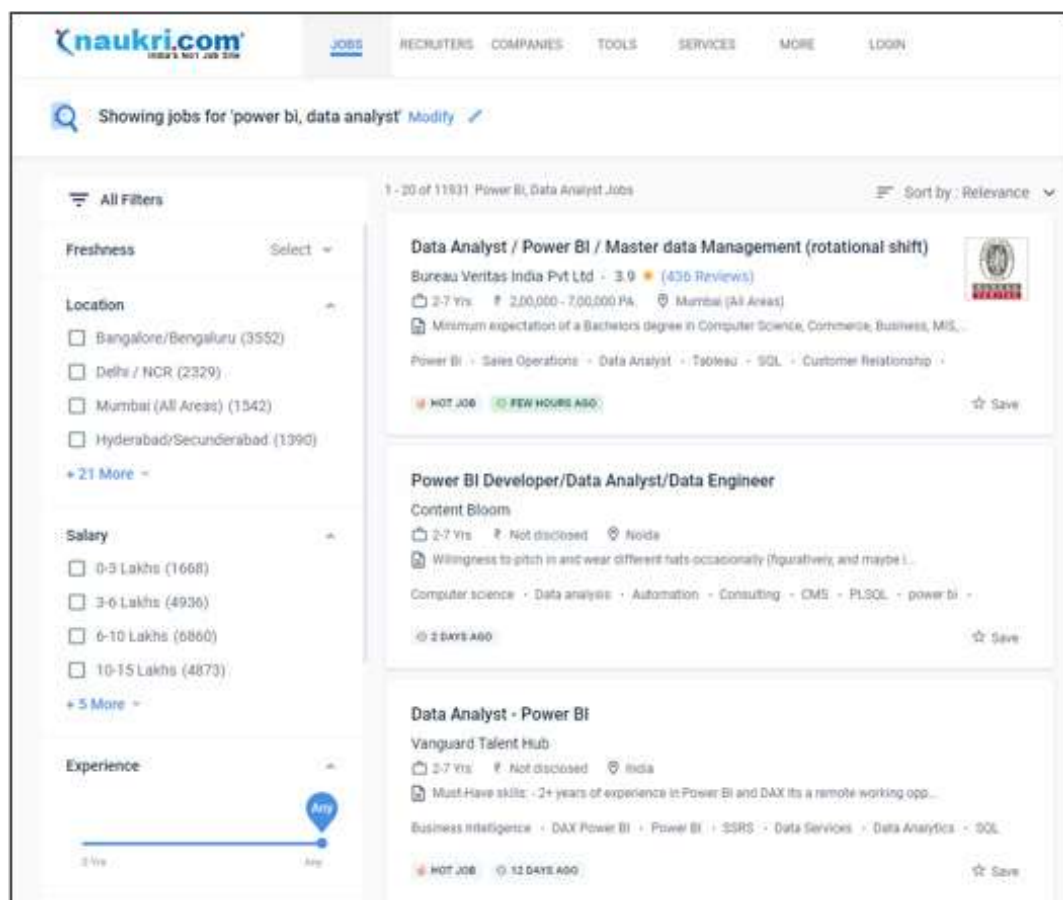 naukri.com
India's No1 Job Site
JOBS
RECRUITERS
COMPANIES
TOOLS
SERVICES
MORE
LOGIN
Showing jobs for 'power bi, data analyst' Modify
All Filters
Freshness
Select
Location
Bangalore/Bengaluru (3552)
Delhi / NCR (2329)
Mumbai (All Areas) (1542)
Hyderabad/Secunderabad (1390)
+ 21 More
Salary
0-3 Lakhs (1668)
3-6 Lakhs (4936)
6-10 Lakhs (6860)
10-15 Lakhs (4873)
+ 5 More
Experience
Any
0 Yrs
Any
1 - 20 of 11931 Power Bi, Data Analyst Jobs
Sort by : Relevance
Data Analyst / Power BI / Master data Management (rotational shift)
Bureau Veritas India Pvt Ltd - 3.9 ★ (436 Reviews)
2-7 Yrs ₹ 2,00,000 - 7,00,000 PA. Mumbai (All Areas)
Minimum expectation of a Bachelors degree in Computer Science, Commerce, Business, MIS,...
Power Bi • Sales Operations • Data Analyst • Tableau • SQL • Customer Relationship •
HOT JOB FEW HOURS AGO
Save
BUREAU
VERITAS
Power BI Developer/Data Analyst/Data Engineer
Content Bloom
2-7 Yrs ₹ Not disclosed Noida
Willingness to pitch in and wear different hats occasionally (figuratively, and maybe l...
Computer science • Data analysis • Automation • Consulting • CMS • PLSQL • power bi •
2 DAYS AGO
Save
Data Analyst - Power BI
Vanguard Talent Hub
2-7 Yrs ₹ Not disclosed India
Must-Have skills: - 2+ years of experience in Power BI and DAX Its a remote working opp...
Business Intelligence • DAX Power BI • Power BI • SSRS • Data Services • Data Analytics • SQL
HOT JOB 12 DAYS AGO
Save